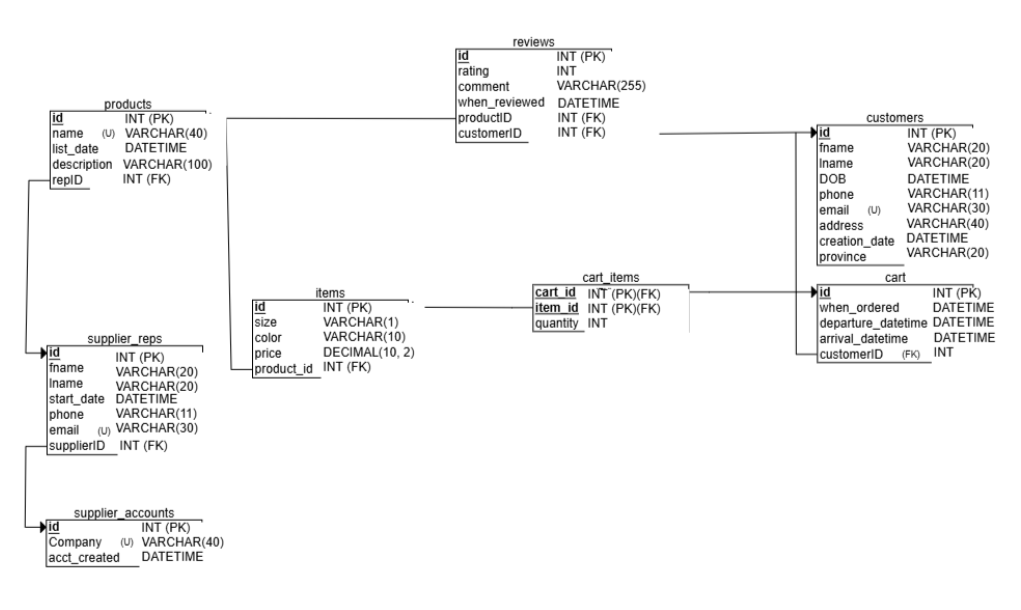 reviews
id INT (PK)
rating INT
comment VARCHAR(255)
when_reviewed DATETIME
productID INT (FK)
customerID INT (FK)
products
id INT (PK)
name (U) VARCHAR(40)
list_date DATETIME
description VARCHAR(100)
repID INT (FK)
customers
id INT (PK)
fname VARCHAR(20)
lname VARCHAR(20)
DOB DATETIME
phone VARCHAR(11)
email (U) VARCHAR(30)
address VARCHAR(40)
creation_date DATETIME
province VARCHAR(20)
cart_items
cart_id INT (PK)(FK)
item_id INT (PK)(FK)
quantity INT
cart
id INT (PK)
when_ordered DATETIME
departure_datetime DATETIME
arrival_datetime DATETIME
customerID (FK) INT
items
id INT (PK)
size VARCHAR(1)
color VARCHAR(10)
price DECIMAL(10, 2)
product_id INT (FK)
supplier_reps
id INT (PK)
fname VARCHAR(20)
lname VARCHAR(20)
start_date DATETIME
phone VARCHAR(11)
email (U) VARCHAR(30)
supplierID INT (FK)
supplier_accounts
id INT (PK)
Company (U) VARCHAR(40)
acct_created DATETIME